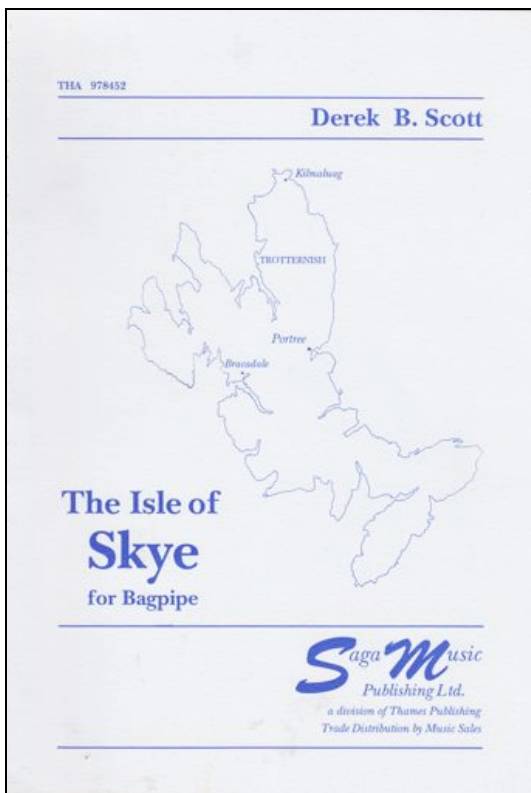 THA 978452
Derek B. Scott
Kilmaluag
TROTTERNISH
Portree
Bracadale
The Isle of
Skye
for Bagpipe
Saga Music
Publishing Ltd.
a division of Thames Publishing
Trade Distribution by Music Sales